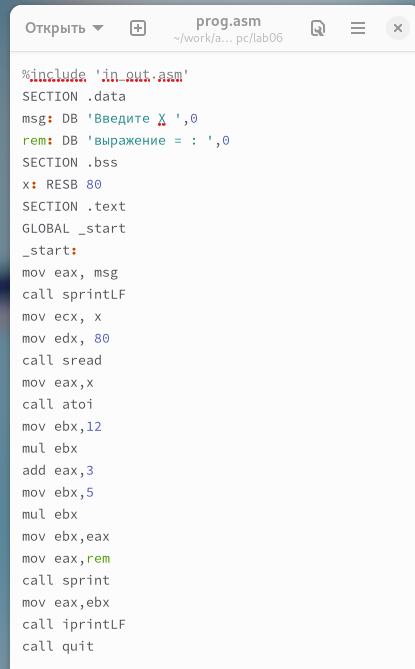 Открыть
prog.asm
~/work/a... pc/lab06
%include 'in_out.asm'
SECTION .data
msg: DB 'Введите X ',0
rem: DB 'выражение = : ',0
SECTION .bss
x: RESB 80
SECTION .text
GLOBAL _start
_start:
mov eax, msg
call sprintLF
mov ecx, x
mov edx, 80
call sread
mov eax,x
call atoi
mov ebx,12
mul ebx
add eax,3
mov ebx,5
mul ebx
mov ebx,eax
mov eax,rem
call sprint
mov eax,ebx
call iprintLF
call quit